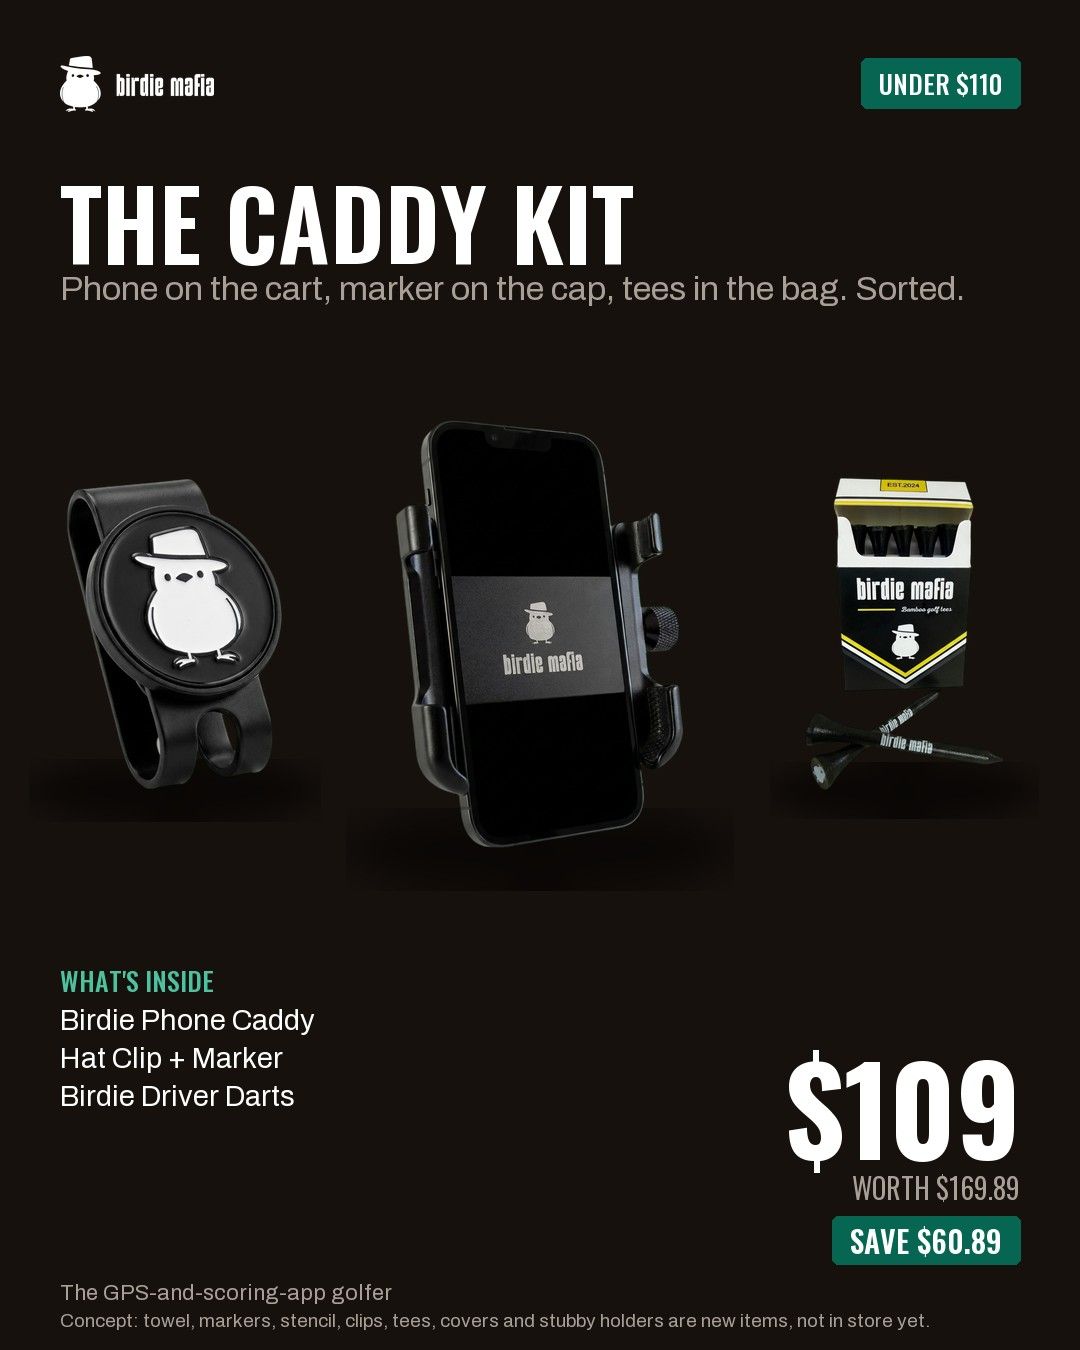 birdie mafia
UNDER $110
THE CADDY KIT
Phone on the cart, marker on the cap, tees in the bag. Sorted.
birdie mafia
EST.2024
birdie mafia
Bamboo golf tees
birdie mafia
birdie mafia
WHAT'S INSIDE
Birdie Phone Caddy
Hat Clip + Marker
Birdie Driver Darts
$109
WORTH $169.89
SAVE $60.89
The GPS-and-scoring-app golfer
Concept: towel, markers, stencil, clips, tees, covers and stubby holders are new items, not in store yet.